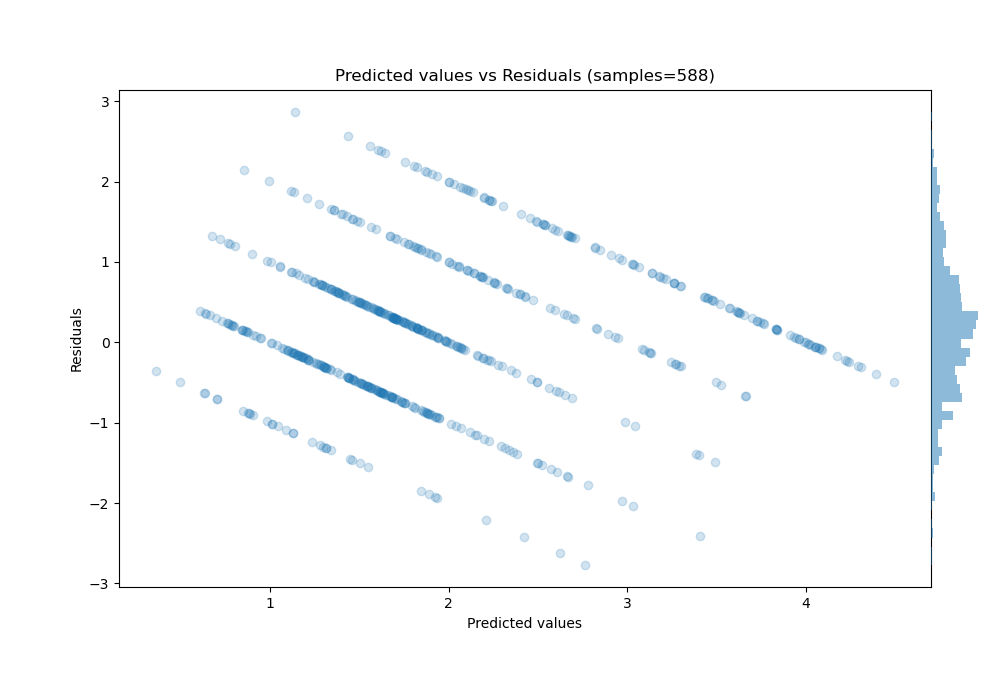 Predicted values vs Residuals (samples=588)
3
2
1
0
−1
−2
−3
Residuals
1 2 3 4
Predicted values